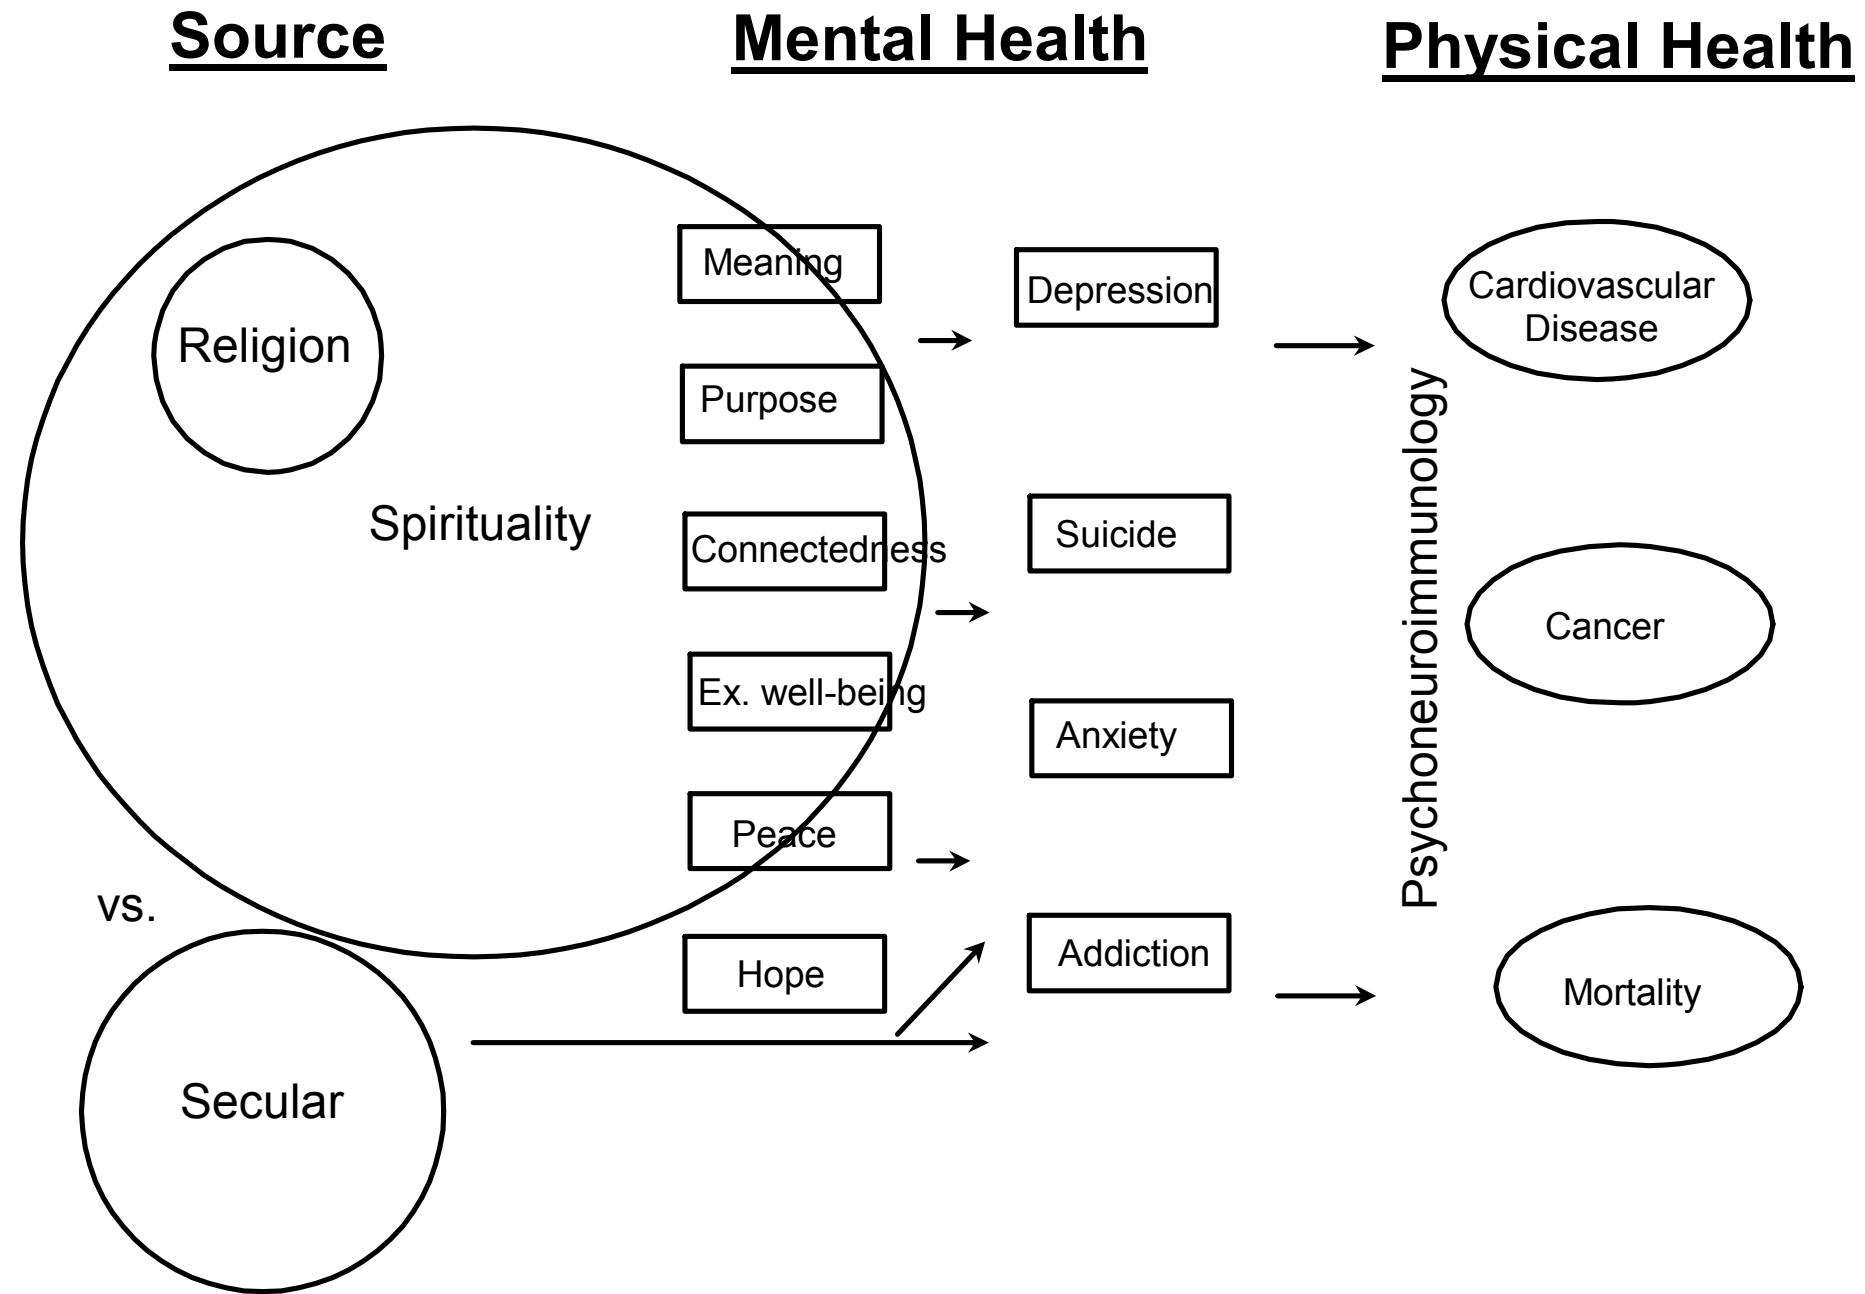 Source
Mental Health
Physical Health
Religion
Spirituality
vs.
Secular
Meaning
Purpose
Connectedness
Ex. well-being
Peace
Hope
Depression
Suicide
Anxiety
Addiction
Psychoneuroimmunology
Cardiovascular
Disease
Cancer
Mortality